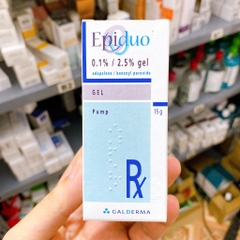 Epiduo
0.1% / 2.5% gel
adapalene / benzoyl peroxide
GEL
Pump
15g
Rx
GALDERMA